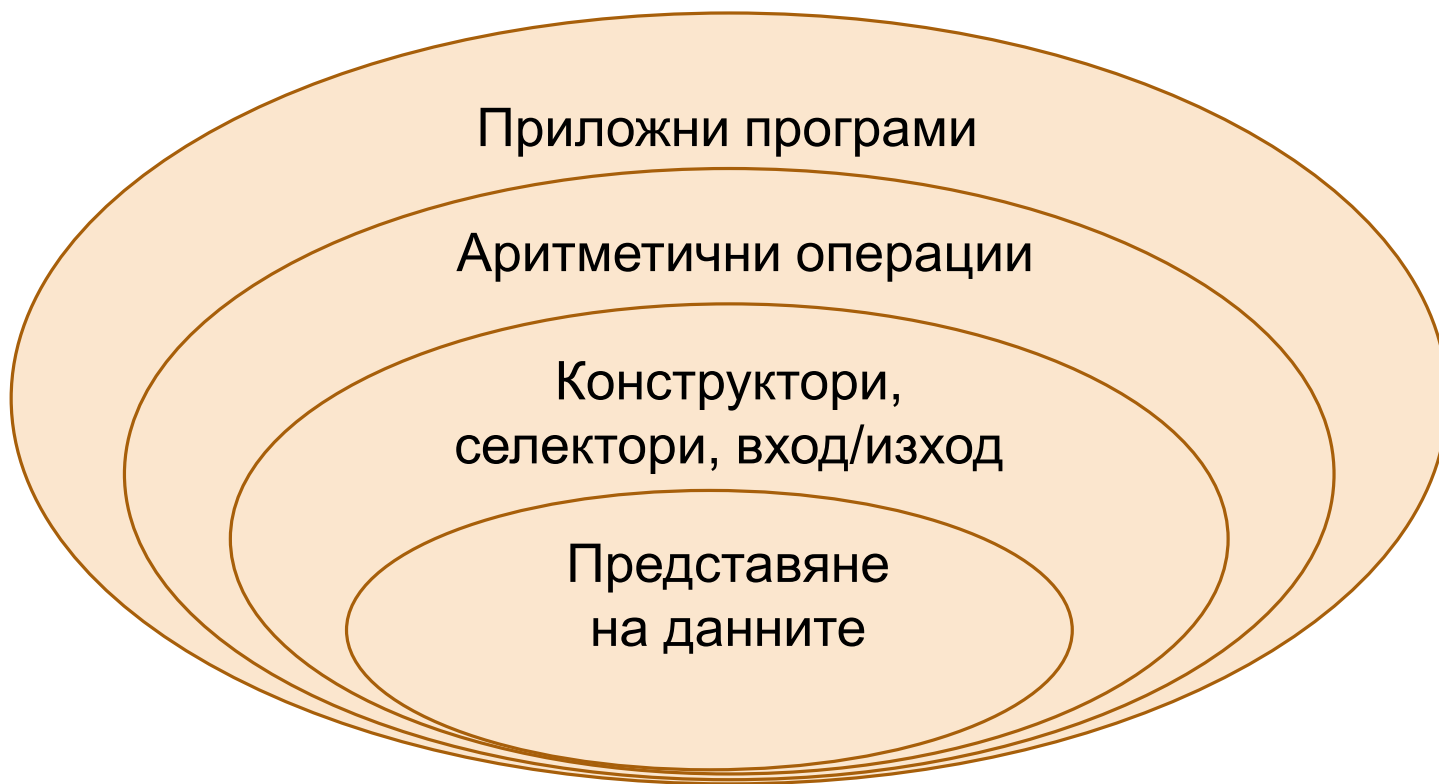 Приложни програми
Аритметични операции
Конструктори,
селектори, вход/изход
Представяне
на данните